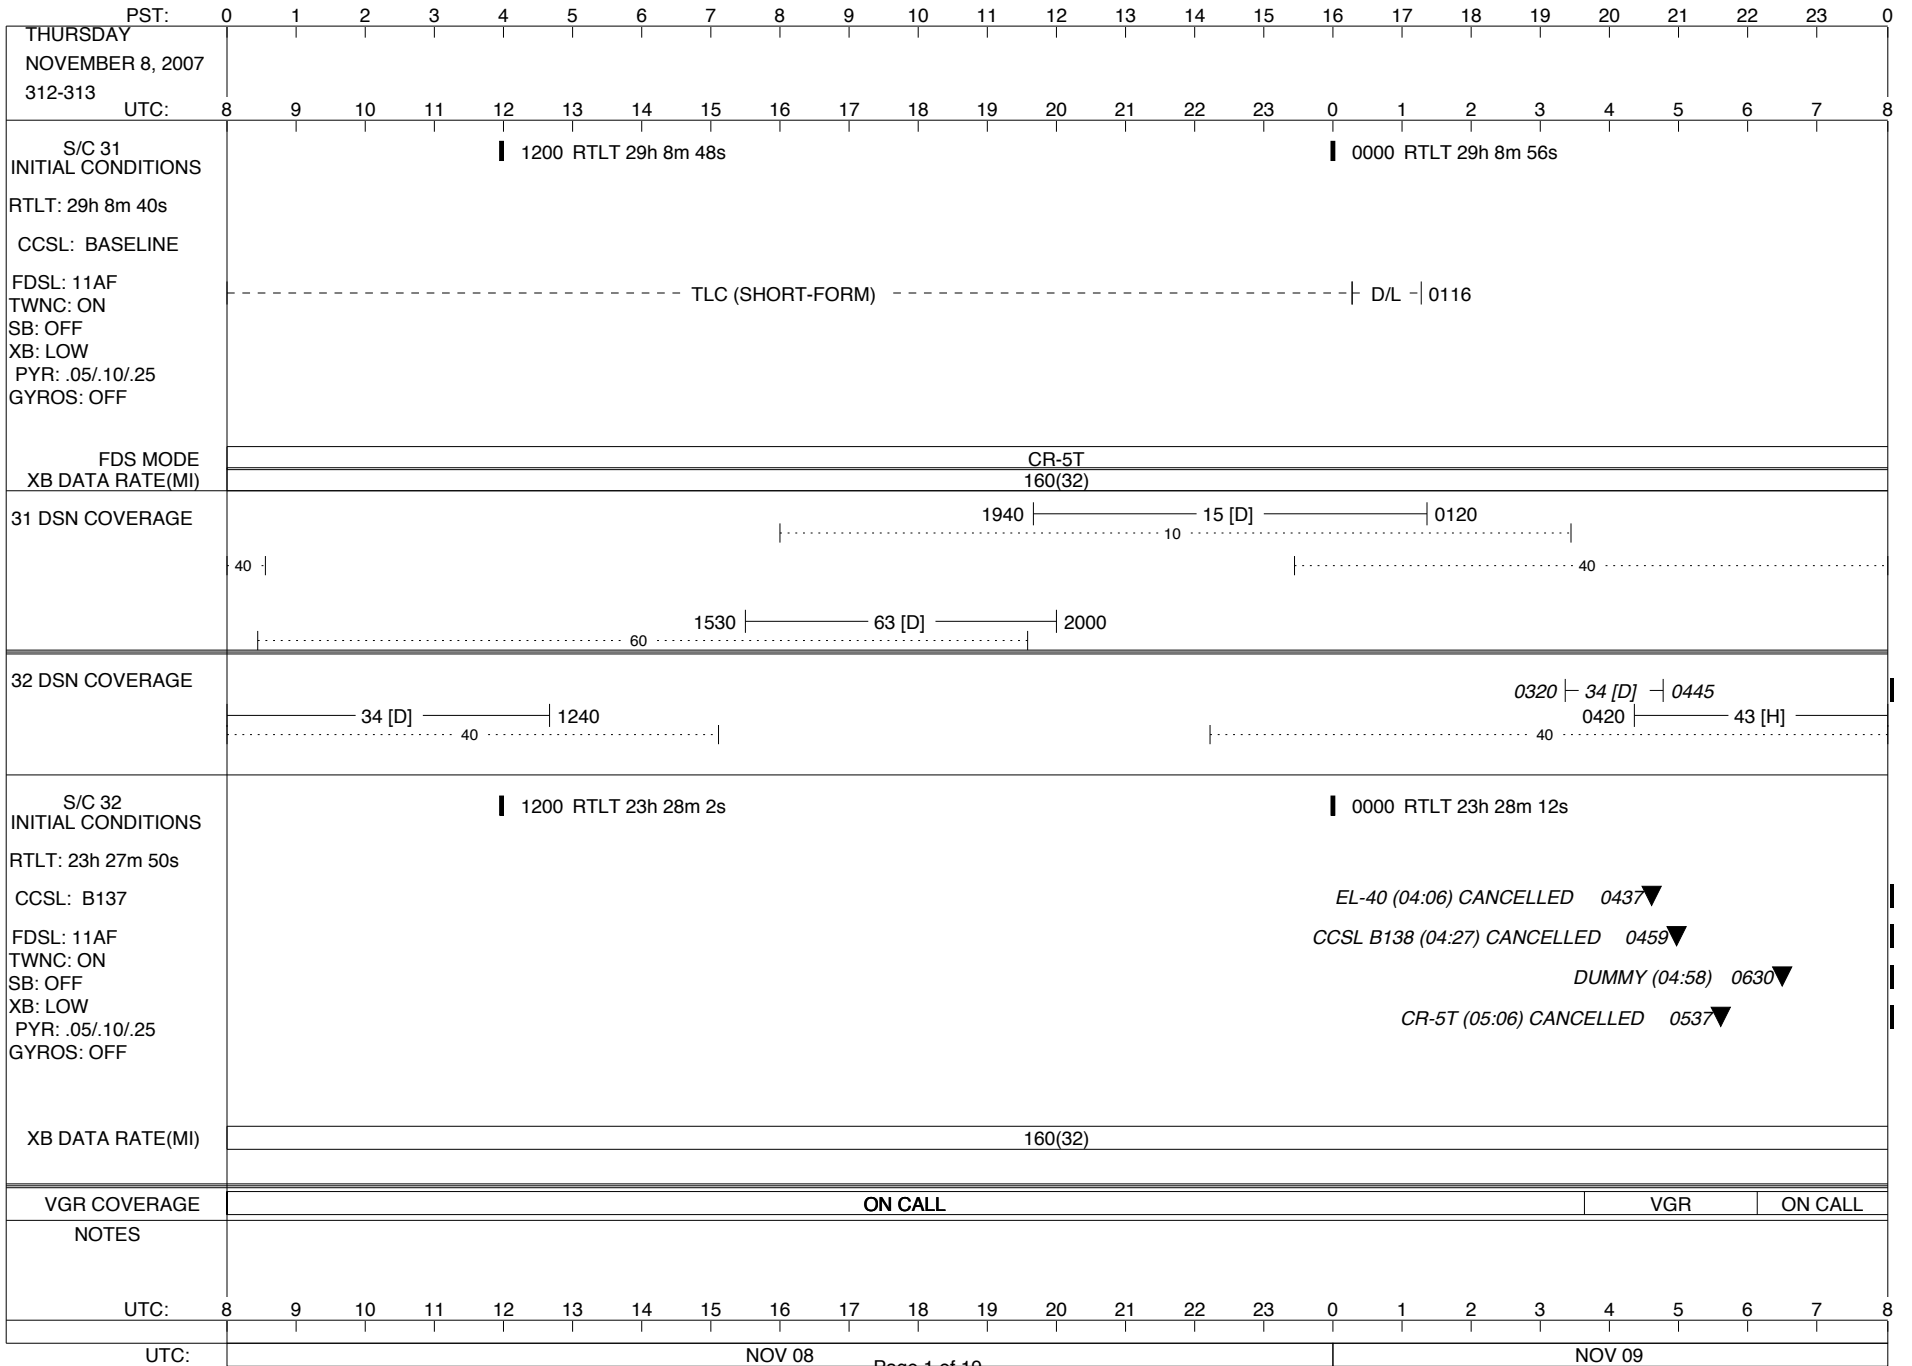 PST: 0 1 2 3 4 5 6 7 8 9 10 11 12 13 14 15 16 17 18 19 20 21 22 23 0
THURSDAY
NOVEMBER 8, 2007
312-313
UTC: 8 9 10 11 12 13 14 15 16 17 18 19 20 21 22 23 0 1 2 3 4 5 6 7 8
S/C 31
INITIAL CONDITIONS
1200 RTLT 29h 8m 48s
0000 RTLT 29h 8m 56s
RTLT: 29h 8m 40s
CCSL: BASELINE
FDSL: 11AF
TWNC: ON
SB: OFF
XB: LOW
PYR: .05/.10/.25
GYROS: OFF
TLC (SHORT-FORM) D/L 0116
FDS MODE CR-5T
XB DATA RATE(MI) 160(32)
31 DSN COVERAGE
1940 15 [D] 0120
10
40 40
1530 63 [D] 2000
60
32 DSN COVERAGE
0320 34 [D] 0445
34 [D] 1240 0420 43 [H]
40 40
S/C 32
INITIAL CONDITIONS
1200 RTLT 23h 28m 2s
0000 RTLT 23h 28m 12s
RTLT: 23h 27m 50s
CCSL: B137
FDSL: 11AF
TWNC: ON
SB: OFF
XB: LOW
PYR: .05/.10/.25
GYROS: OFF
EL-40 (04:06) CANCELLED 0437
CCSL B138 (04:27) CANCELLED 0459
DUMMY (04:58) 0630
CR-5T (05:06) CANCELLED 0537
XB DATA RATE(MI) 160(32)
VGR COVERAGE ON CALL VGR ON CALL
NOTES
UTC: 8 9 10 11 12 13 14 15 16 17 18 19 20 21 22 23 0 1 2 3 4 5 6 7 8
UTC: NOV 08 NOV 09
Page 1 of 19